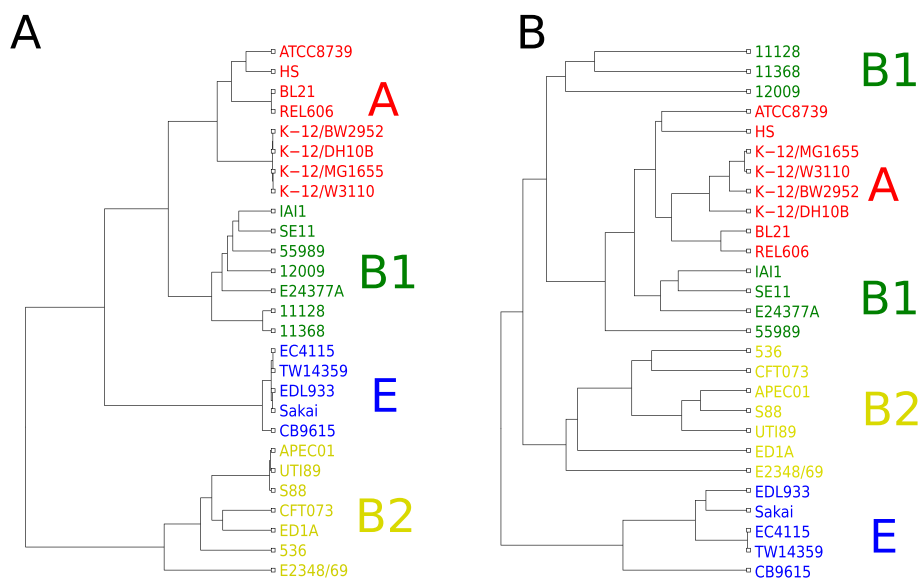 A
ATCC8739
HS
BL21
REL606
A
K−12/BW2952
K−12/DH10B
K−12/MG1655
K−12/W3110
IAI1
SE11
55989
12009
B1
E24377A
11128
11368
EC4115
TW14359
EDL933
E
Sakai
CB9615
APEC01
UTI89
S88
CFT073
B2
ED1A
536
E2348/69
B
11128
B1
11368
12009
ATCC8739
HS
K−12/MG1655
K−12/W3110
A
K−12/BW2952
K−12/DH10B
BL21
REL606
IAI1
SE11
B1
E24377A
55989
536
CFT073
APEC01
B2
S88
UTI89
ED1A
E2348/69
EDL933
Sakai
EC4115
E
TW14359
CB9615